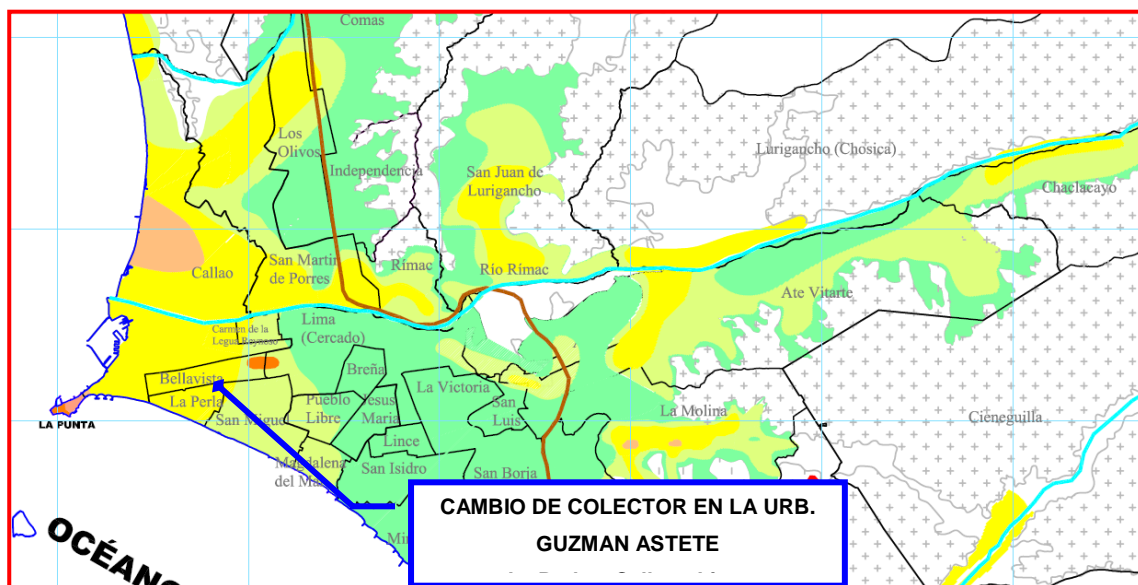 Comas
Los
Olivos
Independencia
San Juan de
Lurigancho
Lurigancho (Chosica)
Chaclacayo
Callao
San Martin
de Porres
Rímac
Río Rímac
Ate Vitarte
Carmen de la
Legua Reynoso
Lima
(Cercado)
Breña
Bellavista
La Perla
San Miguel
Pueblo
Libre
Jesus
Maria
La Victoria
San
Luis
La Molina
Cieneguilla
LA PUNTA
Lince
Magdalena
del Mar
San Isidro
San Borja
CAMBIO DE COLECTOR EN LA URB.
GUZMAN ASTETE
OCÉANO